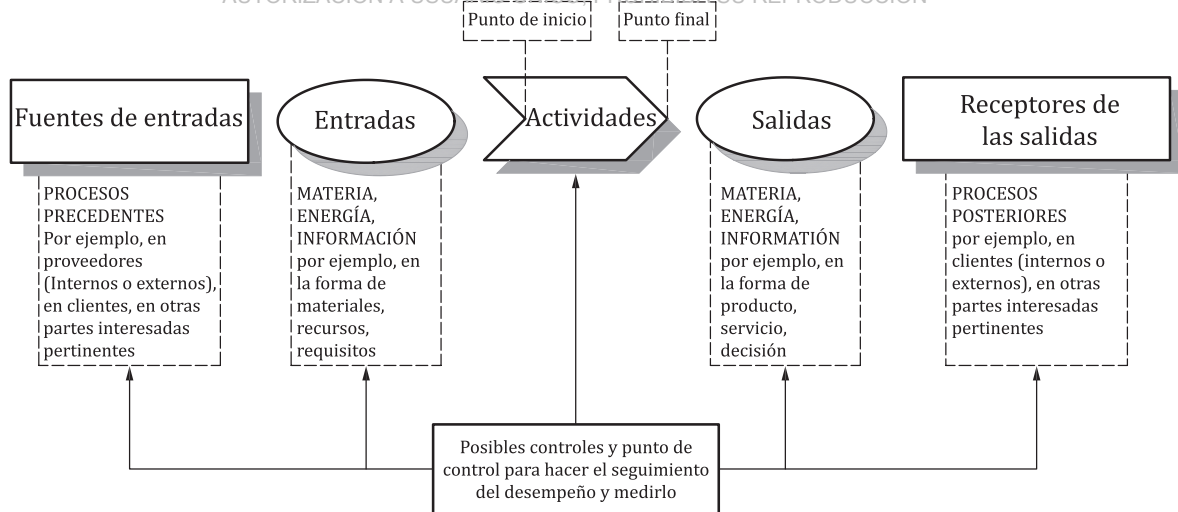 Punto de inicio
Punto final
Fuentes de entradas
Entradas
Actividades
Salidas
Receptores de
las salidas
PROCESOS
PRECEDENTES
Por ejemplo, en
proveedores
(Internos o externos),
en clientes, en otras
partes interesadas
pertinentes
MATERIA,
ENERGÍA,
INFORMACIÓN
por ejemplo, en
la forma de
materiales,
recursos,
requisitos
MATERIA,
ENERGÍA,
INFORMATIÓN
por ejemplo, en
la forma de
producto,
servicio,
decisión
PROCESOS
POSTERIORES
por ejemplo, en
clientes (internos o
externos), en otras
partes interesadas
pertinentes
Posibles controles y punto de
control para hacer el seguimiento
del desempeño y medirlo